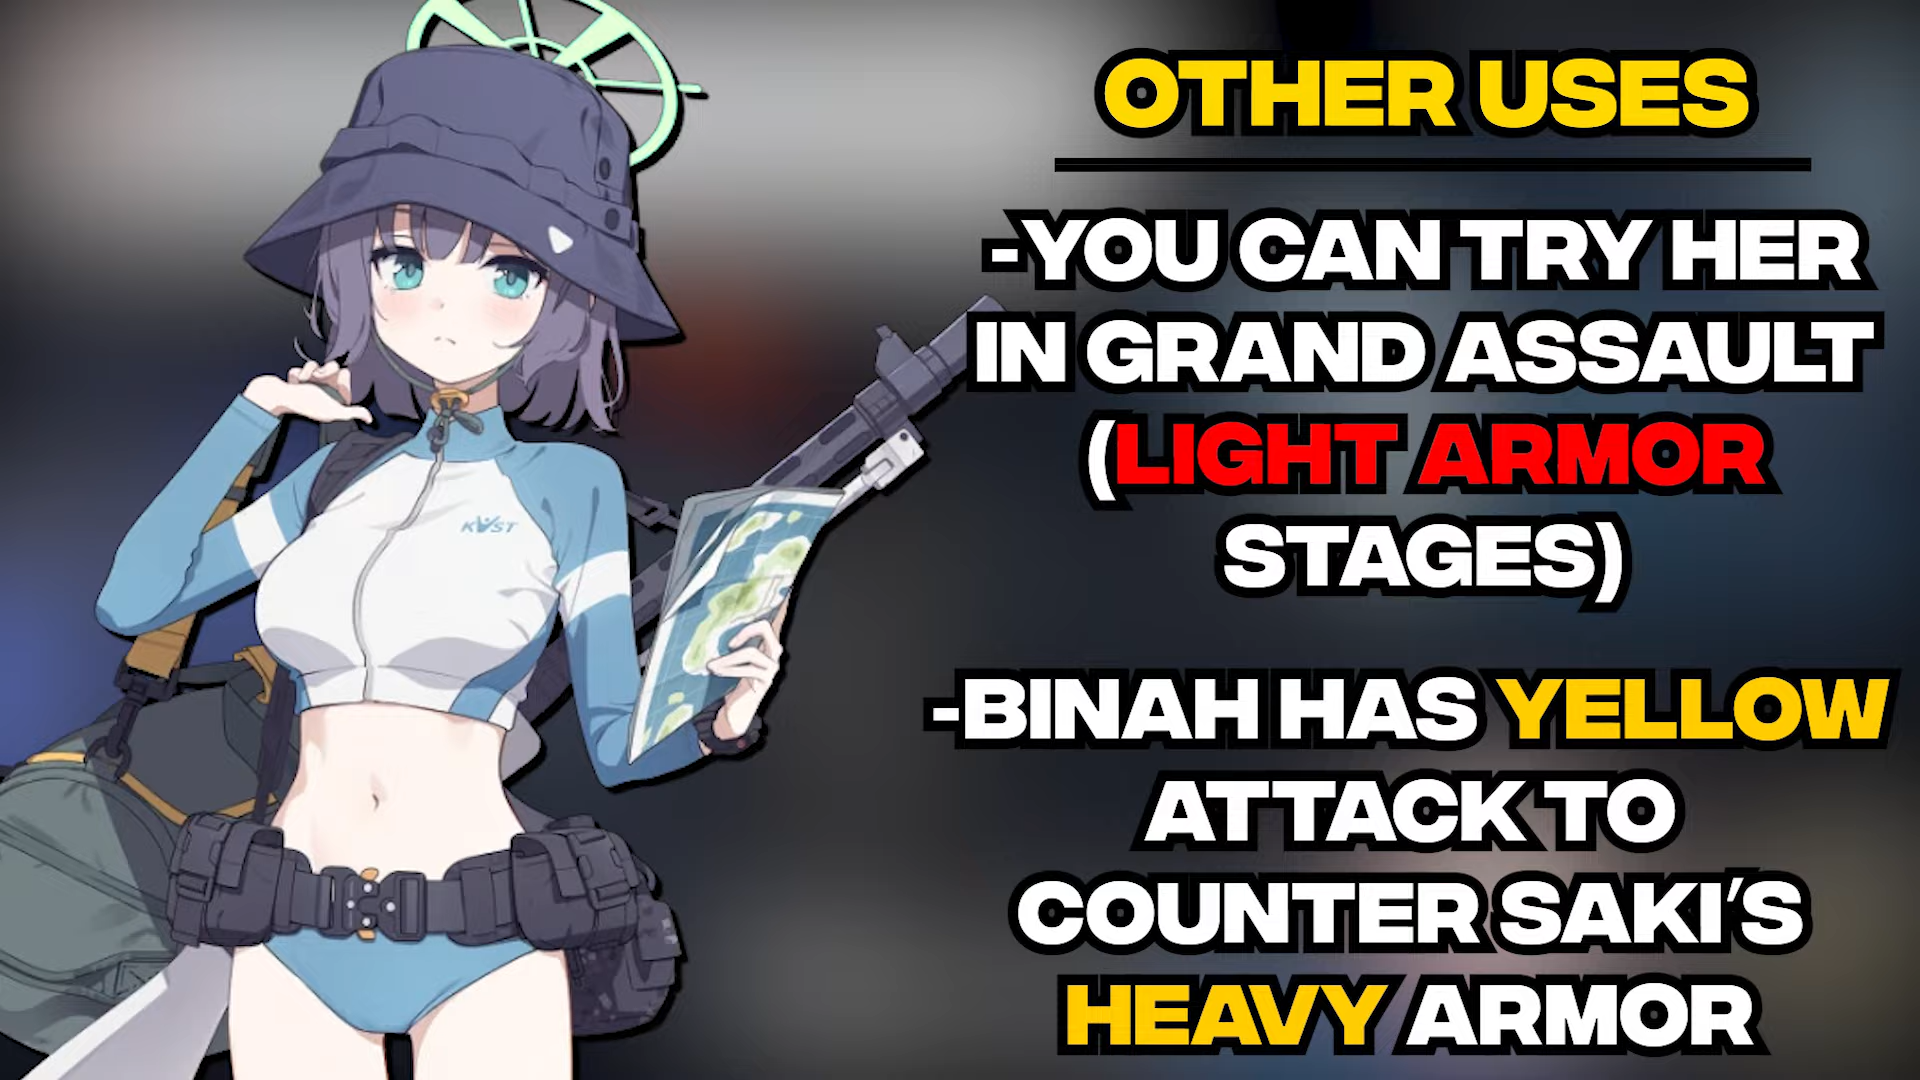 OTHER USES
-YOU CAN TRY HER
IN GRAND ASSAULT
(LIGHT ARMOR
STAGES)
-BINAH HAS YELLOW
ATTACK TO
COUNTER SAKI'S
HEAVY ARMOR